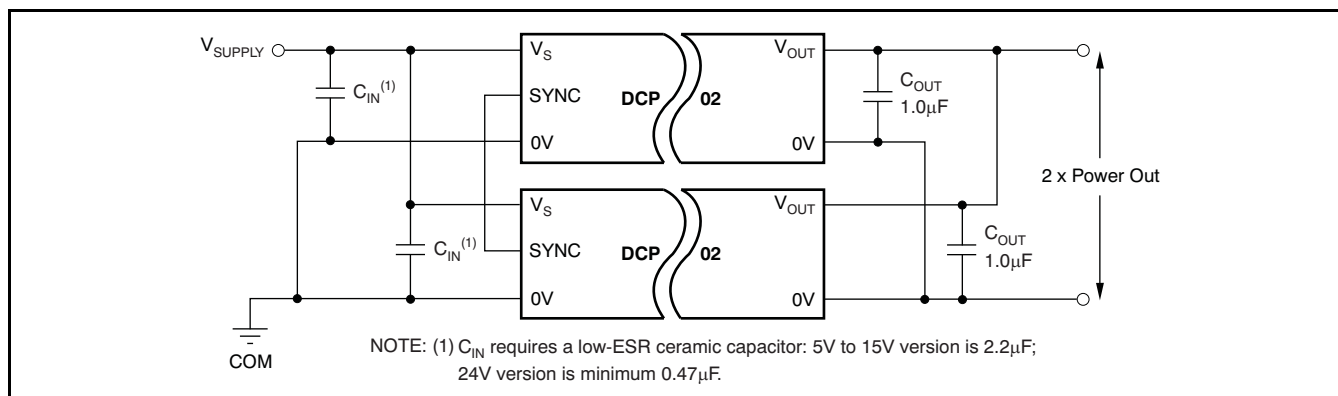 VSUPPLY
CIN(1)
VS
SYNC
0V
DCP 02
VOUT
0V
COUT
1.0μF
2 x Power Out
CIN(1)
VS
SYNC
0V
DCP 02
VOUT
0V
COUT
1.0μF
COM
NOTE: (1) CIN requires a low-ESR ceramic capacitor: 5V to 15V version is 2.2μF;
24V version is minimum 0.47μF.